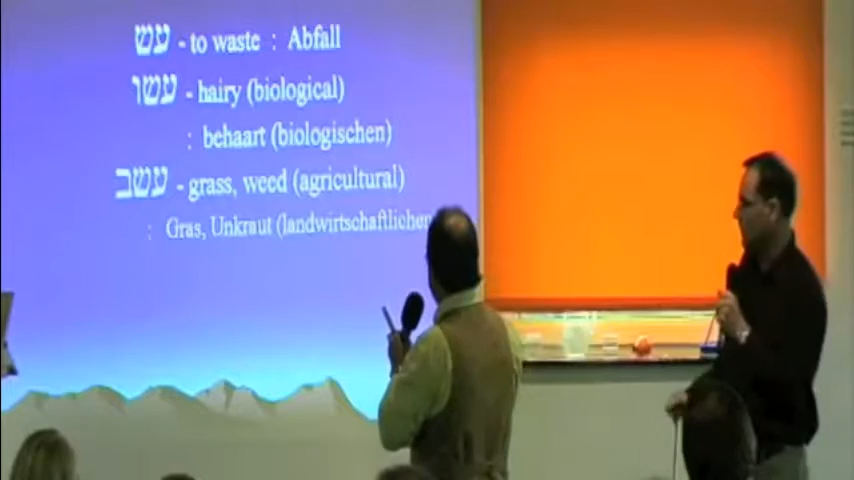 עש - to waste : Abfall
עשו - hairy (biological)
: behaart (biologischen)
עשב - grass, weed (agricultural)
: Gras, Unkraut (landwirtschaftlichen